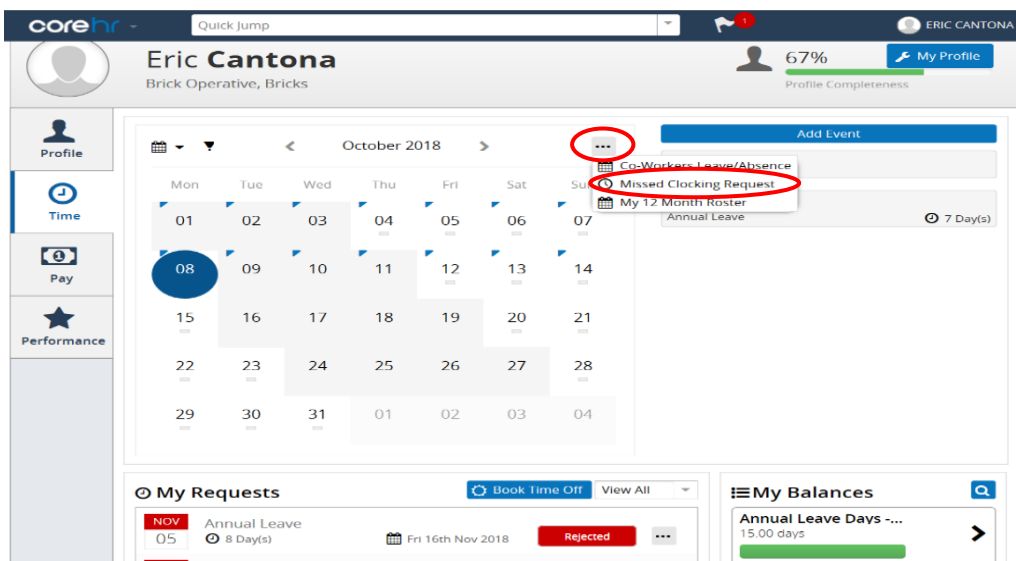 corehr
Quick Jump
1
ERIC CANTONA
Eric Cantona
Brick Operative, Bricks
67%
Profile Completeness
My Profile
Profile
Time
Pay
Performance
October 2018
...
Add Event
Co-Workers Leave/Absence
Missed Clocking Request
My 12 Month Roster
Annual Leave
7 Day(s)
Mon Tue Wed Thu Fri Sat
01 02 03 04 05 06 07
08 09 10 11 12 13 14
15 16 17 18 19 20 21
22 23 24 25 26 27 28
29 30 31 01 02 03 04
My Requests
Book Time Off
View All
NOV
05
Annual Leave
8 Day(s)
Fri 16th Nov 2018
Rejected
...
My Balances
Annual Leave Days -...
15.00 days